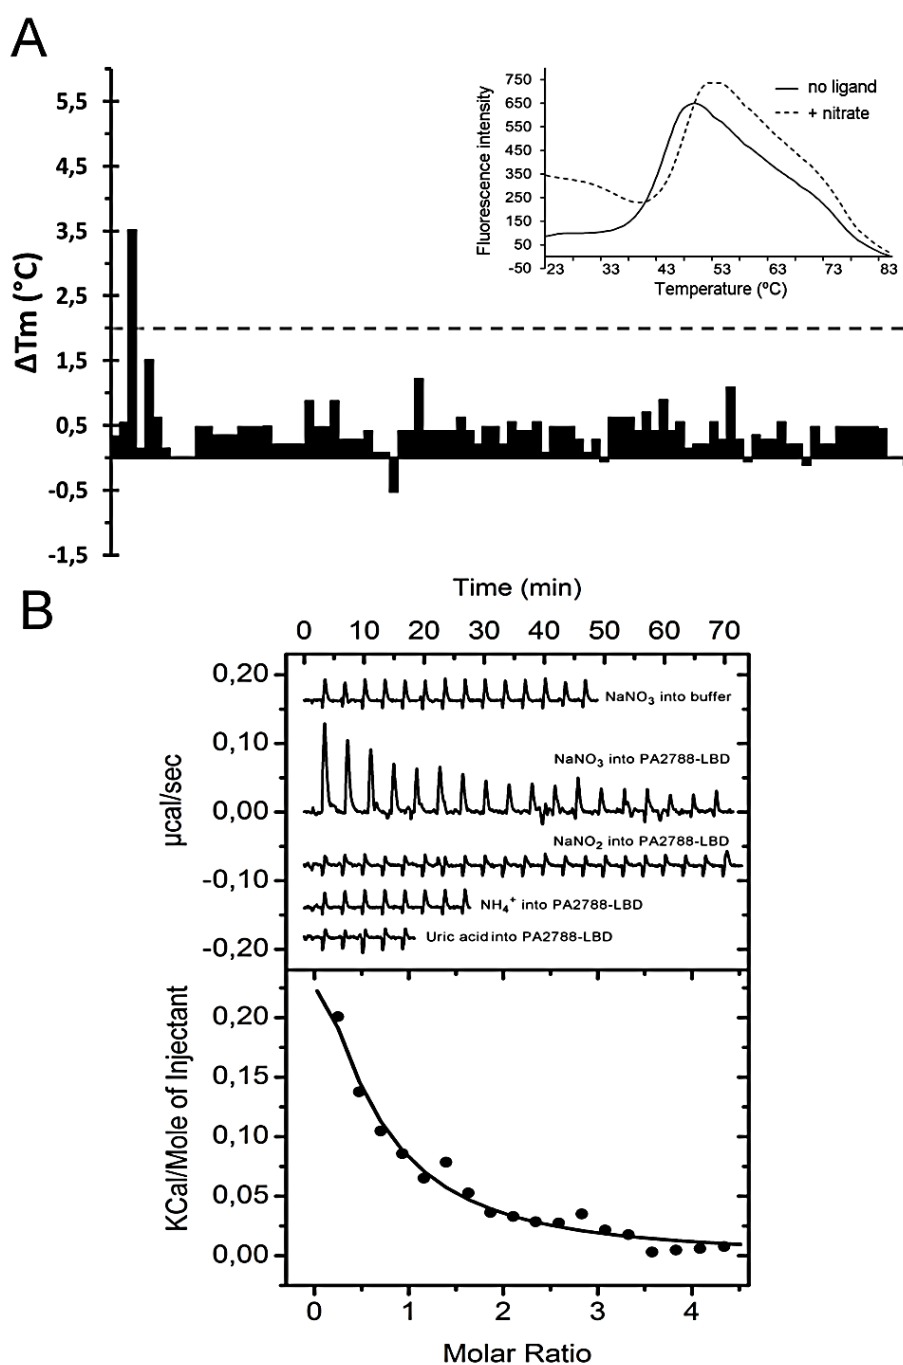 A
ΔTm (°C)
5,5
4,5
3,5
2,5
1,5
0,5
-0,5
-1,5
Fluorescence intensity
750
650
550
450
350
250
150
50
-50
no ligand
+ nitrate
23 33 43 53 63 73 83
Temperature (ºC)
B
Time (min)
0 10 20 30 40 50 60 70
µcal/sec
0,20
0,10
0,00
-0,10
-0,20
NaNO₃ into buffer
NaNO₃ into PA2788-LBD
NaNO₂ into PA2788-LBD
NH₄⁺ into PA2788-LBD
Uric acid into PA2788-LBD
KCal/Mole of Injectant
0,20
0,15
0,10
0,05
0,00
0 1 2 3 4
Molar Ratio